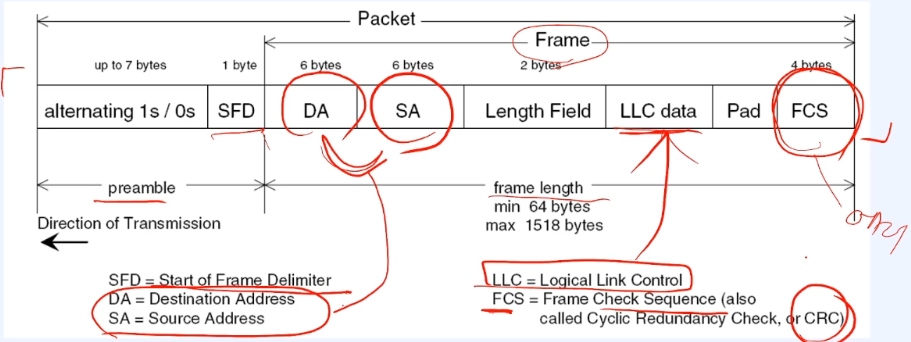 Packet
Frame
up to 7 bytes 1 byte 6 bytes 6 bytes 2 bytes 4 bytes
alternating 1s / 0s SFD DA SA Length Field LLC data Pad FCS
preamble frame length
min 64 bytes
max 1518 bytes
Direction of Transmission
SFD = Start of Frame Delimiter
DA = Destination Address
SA = Source Address
LLC = Logical Link Control
FCS = Frame Check Sequence (also
called Cyclic Redundancy Check, or CRC)